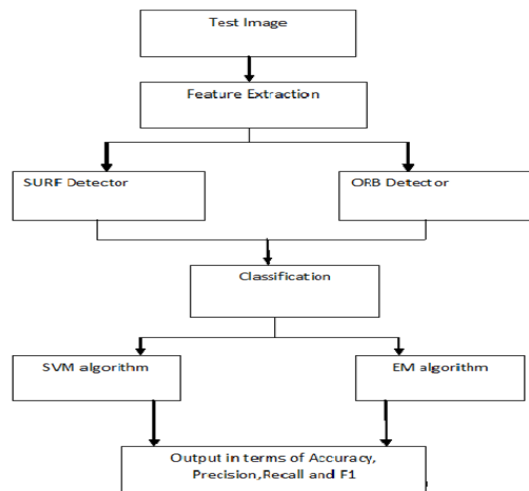 Test Image
Feature Extraction
SURF Detector
ORB Detector
Classification
SVM algorithm
EM algorithm
Output in terms of Accuracy,
Precision,Recall and F1